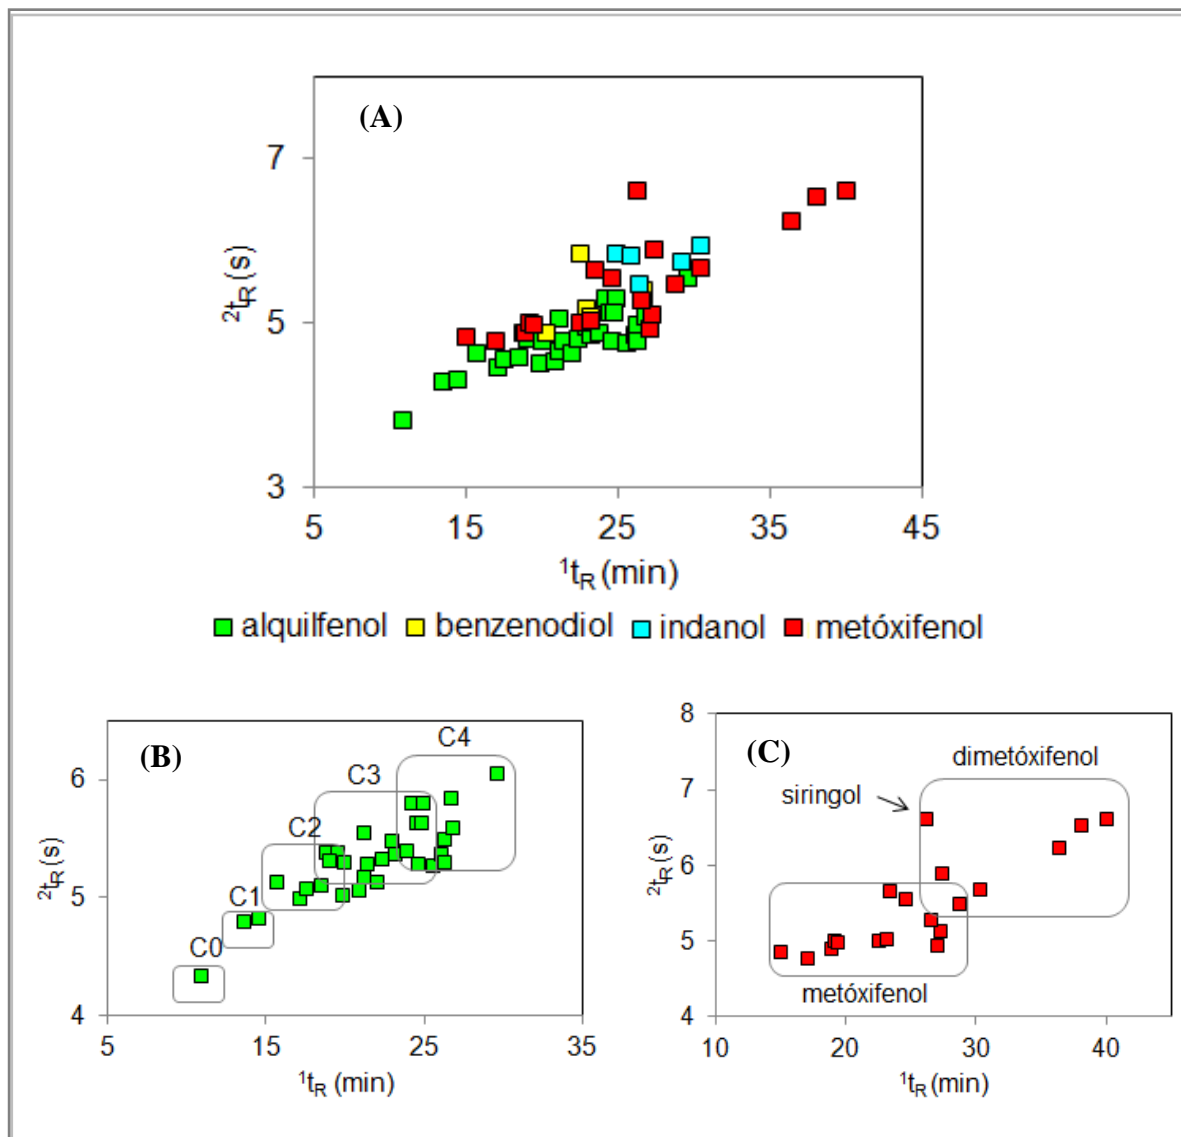 (A)
7
5
3
²tR (s)
5 15 25 35 45
¹tR (min)
alquilfenol benzenodiol indanol metóxifenol
(B)
C4
C3
C2
C1
C0
6
5
4
²tR (s)
5 15 25 35
¹tR (min)
(C)
dimetóxifenol
siringol
metóxifenol
8
7
6
5
4
²tR (s)
10 20 30 40
¹tR (min)